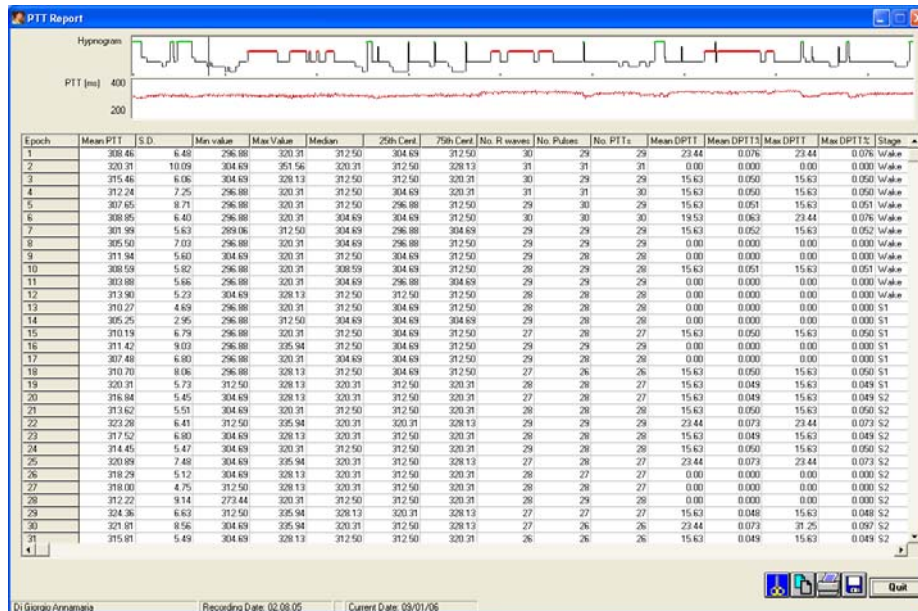 PTT Report
Hypnogram
PTT [ms] 400
200
Epoch Mean PTT S.D. Min value Max Value Median 25th Cent. 75th Cent. No. R waves No. Pulses No. PTTs Mean DPTT Mean DPTT% Max DPTT Max DPTT% Stage
1 308.46 6.48 296.88 320.31 312.50 304.69 312.50 30 29 29 23.44 0.076 23.44 0.076 Wake
2 320.31 10.09 304.69 351.56 320.31 312.50 328.13 31 31 31 0.00 0.000 0.00 0.000 Wake
3 315.46 6.06 304.69 328.13 312.50 312.50 320.31 30 29 29 15.63 0.050 15.63 0.050 Wake
4 312.24 7.25 296.88 320.31 312.50 304.69 320.31 31 31 30 15.63 0.050 15.63 0.050 Wake
5 307.65 8.71 296.88 320.31 312.50 296.88 312.50 29 30 29 15.63 0.051 15.63 0.051 Wake
6 308.85 6.40 296.88 320.31 304.69 304.69 312.50 30 30 30 19.53 0.063 23.44 0.076 Wake
7 301.99 5.63 289.06 312.50 304.69 296.88 304.69 29 29 29 15.63 0.052 15.63 0.052 Wake
8 305.50 7.03 296.88 320.31 304.69 296.88 312.50 29 29 29 0.00 0.000 0.00 0.000 Wake
9 311.94 5.60 304.69 320.31 312.50 304.69 312.50 29 28 28 0.00 0.000 0.00 0.000 Wake
10 308.59 5.82 296.88 320.31 308.59 304.69 312.50 29 28 28 15.63 0.051 15.63 0.051 Wake
11 303.88 5.66 296.88 320.31 304.69 296.88 304.69 29 29 29 0.00 0.000 0.00 0.000 Wake
12 313.90 5.23 304.69 328.13 312.50 312.50 312.50 28 28 28 0.00 0.000 0.00 0.000 Wake
13 310.27 4.69 296.88 320.31 312.50 304.69 312.50 29 28 28 0.00 0.000 0.00 0.000 S1
14 305.25 2.95 296.88 312.50 304.69 304.69 304.69 29 28 28 0.00 0.000 0.00 0.000 S1
15 310.19 6.79 296.88 320.31 312.50 304.69 312.50 27 28 27 15.63 0.050 15.63 0.050 S1
16 311.42 9.03 296.88 335.94 312.50 304.69 312.50 29 29 29 0.00 0.000 0.00 0.000 S1
17 307.48 6.80 296.88 320.31 304.69 304.69 312.50 29 28 28 0.00 0.000 0.00 0.000 S1
18 310.70 8.06 296.88 328.13 312.50 304.69 312.50 27 26 26 15.63 0.050 15.63 0.050 S1
19 320.31 5.73 312.50 328.13 320.31 312.50 320.31 28 28 27 15.63 0.049 15.63 0.049 S1
20 316.84 5.45 304.69 328.13 320.31 312.50 320.31 27 28 27 15.63 0.049 15.63 0.049 S2
21 313.62 5.51 304.69 320.31 312.50 312.50 320.31 28 28 28 15.63 0.050 15.63 0.050 S2
22 323.28 6.41 312.50 335.94 320.31 320.31 328.13 29 29 29 23.44 0.073 23.44 0.073 S2
23 317.52 6.80 304.69 328.13 320.31 312.50 320.31 28 28 28 15.63 0.049 15.63 0.049 S2
24 314.45 5.47 304.69 320.31 312.50 312.50 320.31 28 28 28 15.63 0.050 15.63 0.050 S2
25 320.89 7.48 304.69 335.94 320.31 312.50 328.13 27 28 27 23.44 0.073 23.44 0.073 S2
26 318.29 5.12 304.69 328.13 320.31 312.50 320.31 28 27 27 0.00 0.000 0.00 0.000 S2
27 318.00 4.75 312.50 328.13 320.31 312.50 320.31 28 27 27 0.00 0.000 0.00 0.000 S2
28 312.22 9.14 273.44 320.31 312.50 312.50 320.31 28 29 28 0.00 0.000 0.00 0.000 S2
29 324.36 6.63 312.50 335.94 328.13 320.31 328.13 27 27 27 15.63 0.048 15.63 0.048 S2
30 321.81 8.56 304.69 335.94 320.31 312.50 328.13 27 26 26 23.44 0.073 31.25 0.097 S2
31 315.81 5.49 304.69 328.13 312.50 312.50 320.31 26 26 26 15.63 0.049 15.63 0.049 S2
Quit
Di Giorgio Annamaria Recording Date: 02.08.05 Current Date: 09/01/06